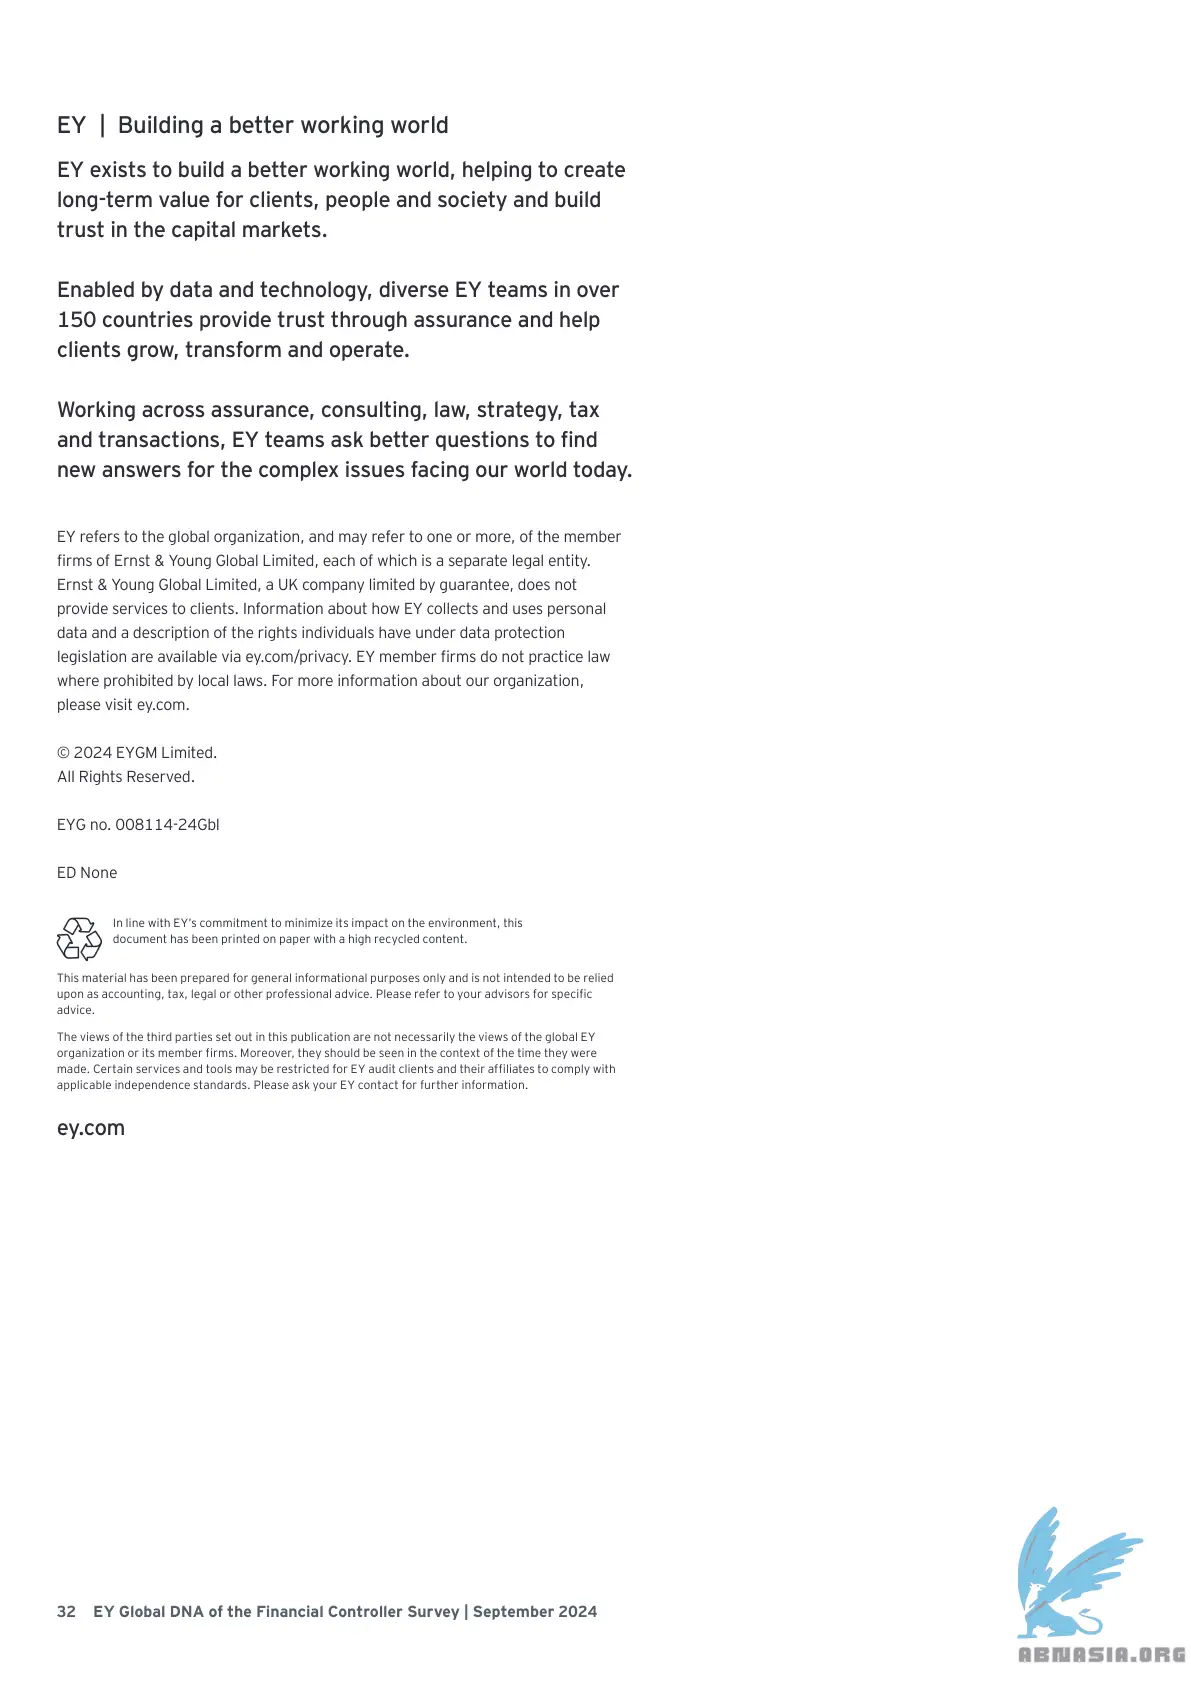 EY | Building a better working world
EY exists to build a better working world, helping to create
long-term value for clients, people and society and build
trust in the capital markets.
Enabled by data and technology, diverse EY teams in over
150 countries provide trust through assurance and help
clients grow, transform and operate.
Working across assurance, consulting, law, strategy, tax
and transactions, EY teams ask better questions to find
new answers for the complex issues facing our world today.
EY refers to the global organization, and may refer to one or more, of the member
firms of Ernst & Young Global Limited, each of which is a separate legal entity.
Ernst & Young Global Limited, a UK company limited by guarantee, does not
provide services to clients. Information about how EY collects and uses personal
data and a description of the rights individuals have under data protection
legislation are available via ey.com/privacy. EY member firms do not practice law
where prohibited by local laws. For more information about our organization,
please visit ey.com.
© 2024 EYGM Limited.
All Rights Reserved.
EYG no. 008114-24Gbl
ED None
In line with EY's commitment to minimize its impact on the environment, this
document has been printed on paper with a high recycled content.
This material has been prepared for general informational purposes only and is not intended to be relied
upon as accounting, tax, legal or other professional advice. Please refer to your advisors for specific
advice.
The views of the third parties set out in this publication are not necessarily the views of the global EY
organization or its member firms. Moreover, they should be seen in the context of the time they were
made. Certain services and tools may be restricted for EY audit clients and their affiliates to comply with
applicable independence standards. Please ask your EY contact for further information.
ey.com
32 EY Global DNA of the Financial Controller Survey | September 2024
ABNASIA.ORG